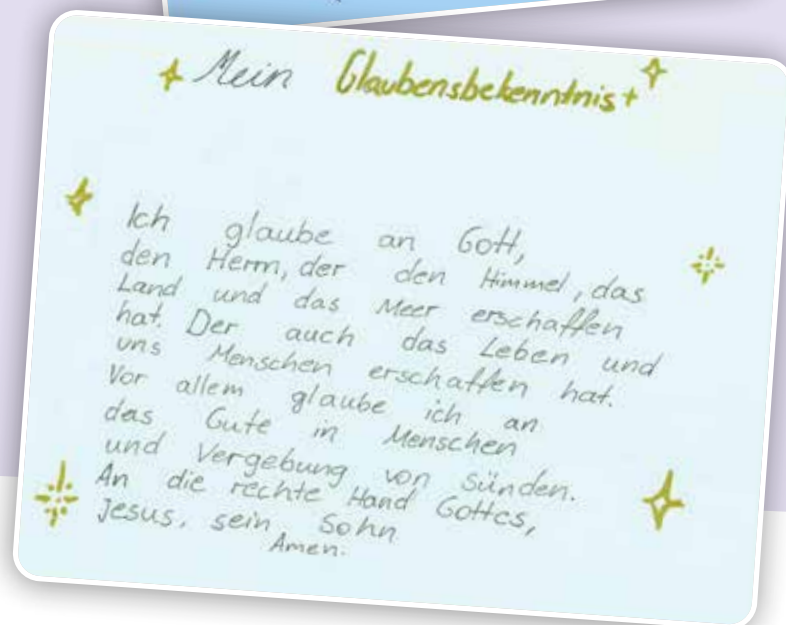 Mein Glaubensbekenntnis
Ich glaube an Gott,
den Herrn, der den Himmel, das
Land und das Meer erschaffen
hat. Der auch das Leben und
uns Menschen erschaffen hat.
Vor allem glaube ich an
das Gute in Menschen
und Vergebung von Sünden.
An die rechte Hand Gottes,
Jesus, sein Sohn
Amen.